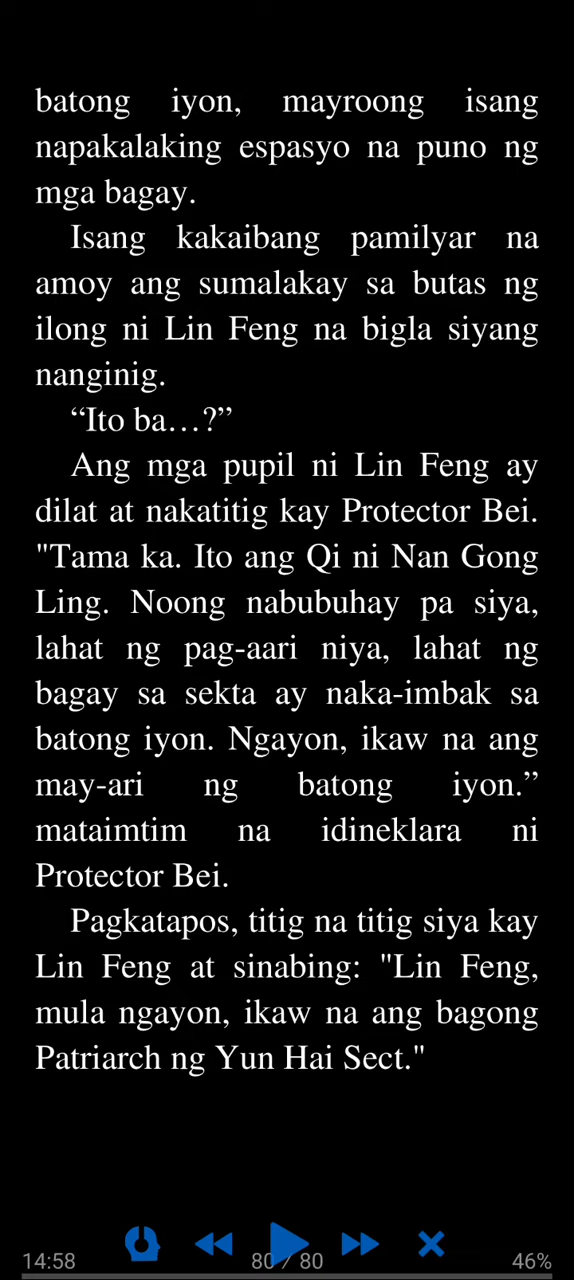 batong iyon, mayroong isang
napakalaking espasyo na puno ng
mga bagay.
Isang kakaibang pamilyar na
amoy ang sumalakay sa butas ng
ilong ni Lin Feng na bigla siyang
nanginig.
“Ito ba…?”
Ang mga pupil ni Lin Feng ay
dilat at nakatitig kay Protector Bei.
"Tama ka. Ito ang Qi ni Nan Gong
Ling. Noong nabubuhay pa siya,
lahat ng pag-aari niya, lahat ng
bagay sa sekta ay naka-imbak sa
batong iyon. Ngayon, ikaw na ang
may-ari ng batong iyon.”
mataimtim na idineklara ni
Protector Bei.
Pagkatapos, titig na titig siya kay
Lin Feng at sinabing: "Lin Feng,
mula ngayon, ikaw na ang bagong
Patriarch ng Yun Hai Sect."
14:58 80 / 80 46%